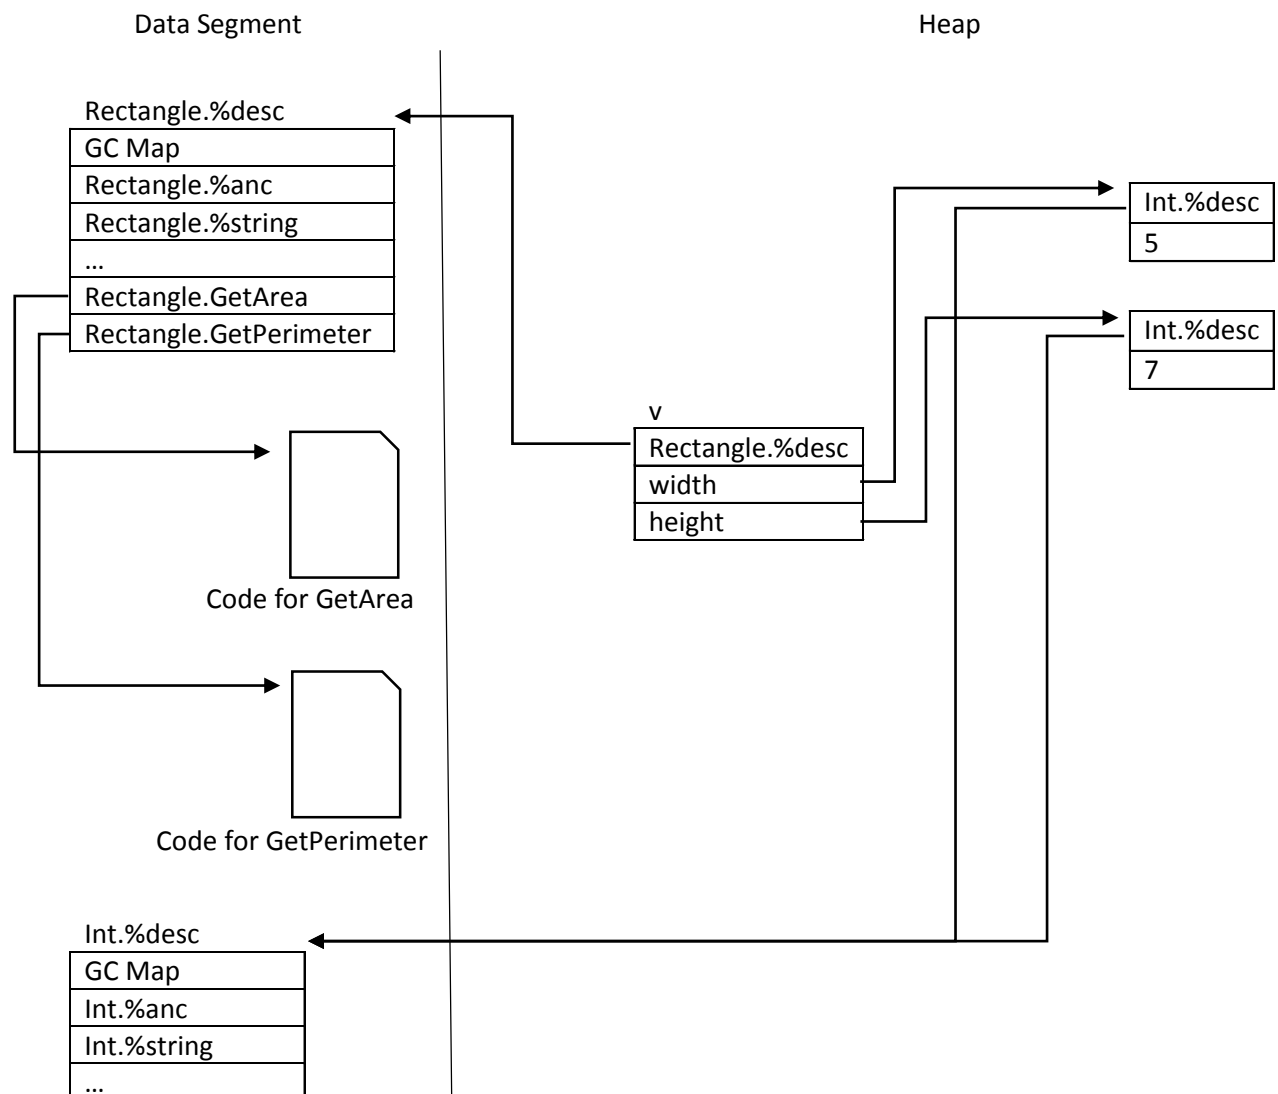 Data Segment
Heap
Rectangle.%desc
GC Map
Rectangle.%anc
Rectangle.%string
...
Rectangle.GetArea
Rectangle.GetPerimeter
Int.%desc
5
Int.%desc
7
v
Rectangle.%desc
width
height
Code for GetArea
Code for GetPerimeter
Int.%desc
GC Map
Int.%anc
Int.%string
...